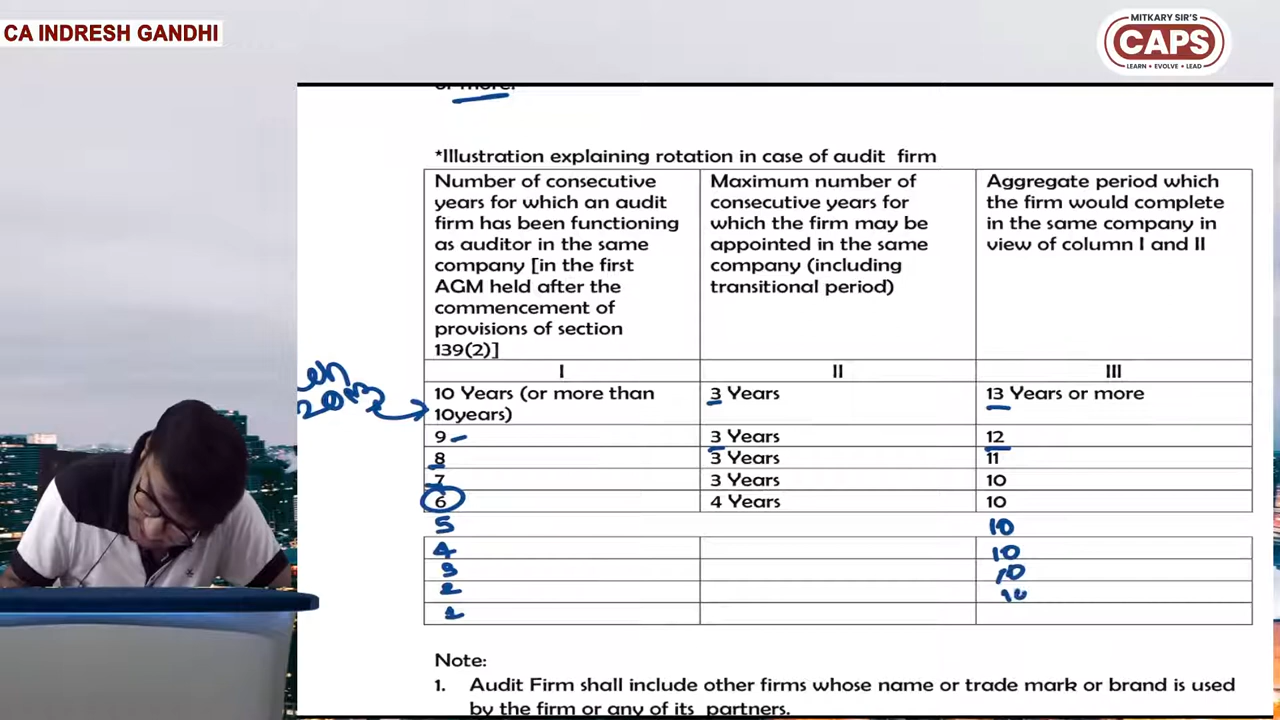 CA INDRESH GANDHI
MITKARY SIR'S
CAPS
LEARN • EVOLVE • LEAD
or more.
*Illustration explaining rotation in case of audit firm
Number of consecutive
years for which an audit
firm has been functioning
as auditor in the same
company [in the first
AGM held after the
commencement of
provisions of section
139(2)]
Maximum number of
consecutive years for
which the firm may be
appointed in the same
company (including
transitional period)
Aggregate period which
the firm would complete
in the same company in
view of column I and II
I II III
10 Years (or more than
10years)
3 Years
13 Years or more
9 3 Years 12
8 3 Years 11
7 3 Years 10
6 4 Years 10
5 10
4 10
3 10
2 10
1
Note:
1. Audit Firm shall include other firms whose name or trade mark or brand is used
by the firm or any of its partners.